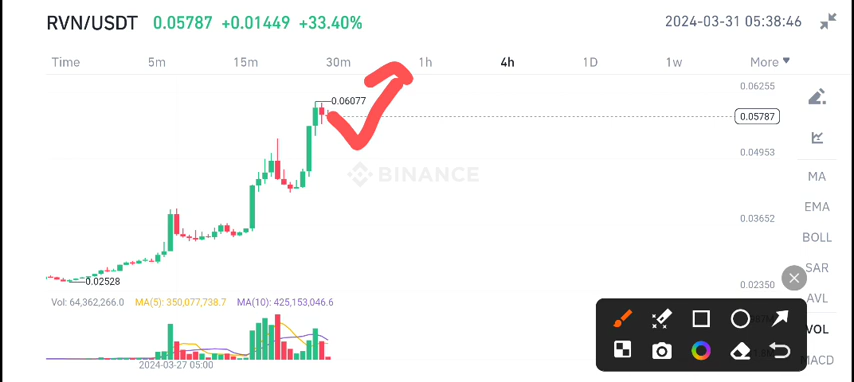 RVN/USDT 0.05787 +0.01449 +33.40% 2024-03-31 05:38:46
Time 5m 15m 30m 1h 4h 1D 1w More
0.06255
0.06077
0.05787
0.04953
BINANCE
MA
EMA
0.03652
BOLL
SAR
0.02528
0.02350
AVL
Vol: 64,362,266.0 MA(5): 350,077,738.7 MA(10): 425,153,046.6
VOL
MACD
2024-03-27 05:00